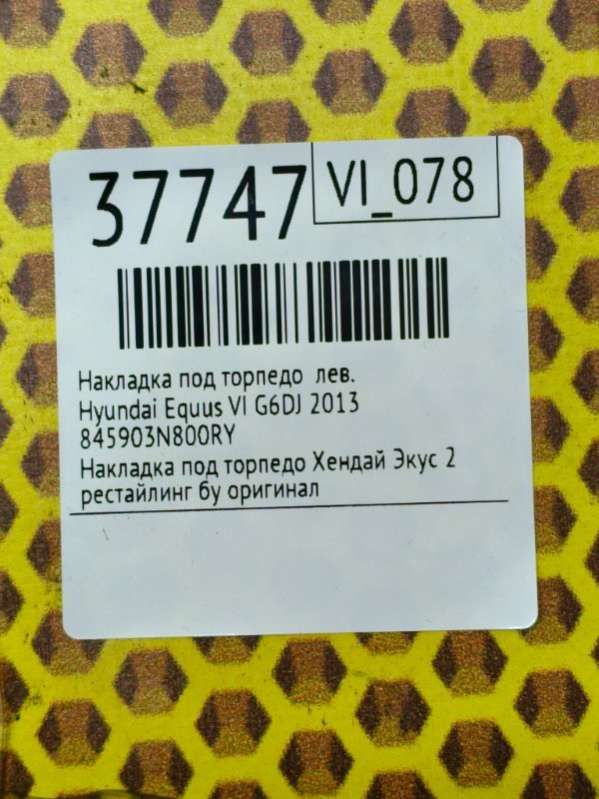 37747
VI_078
Накладка под торпедо лев.
Hyundai Equus VI G6DJ 2013
845903N800RY
Накладка под торпедо Хендай Экус 2
рестайлинг бу оригинал